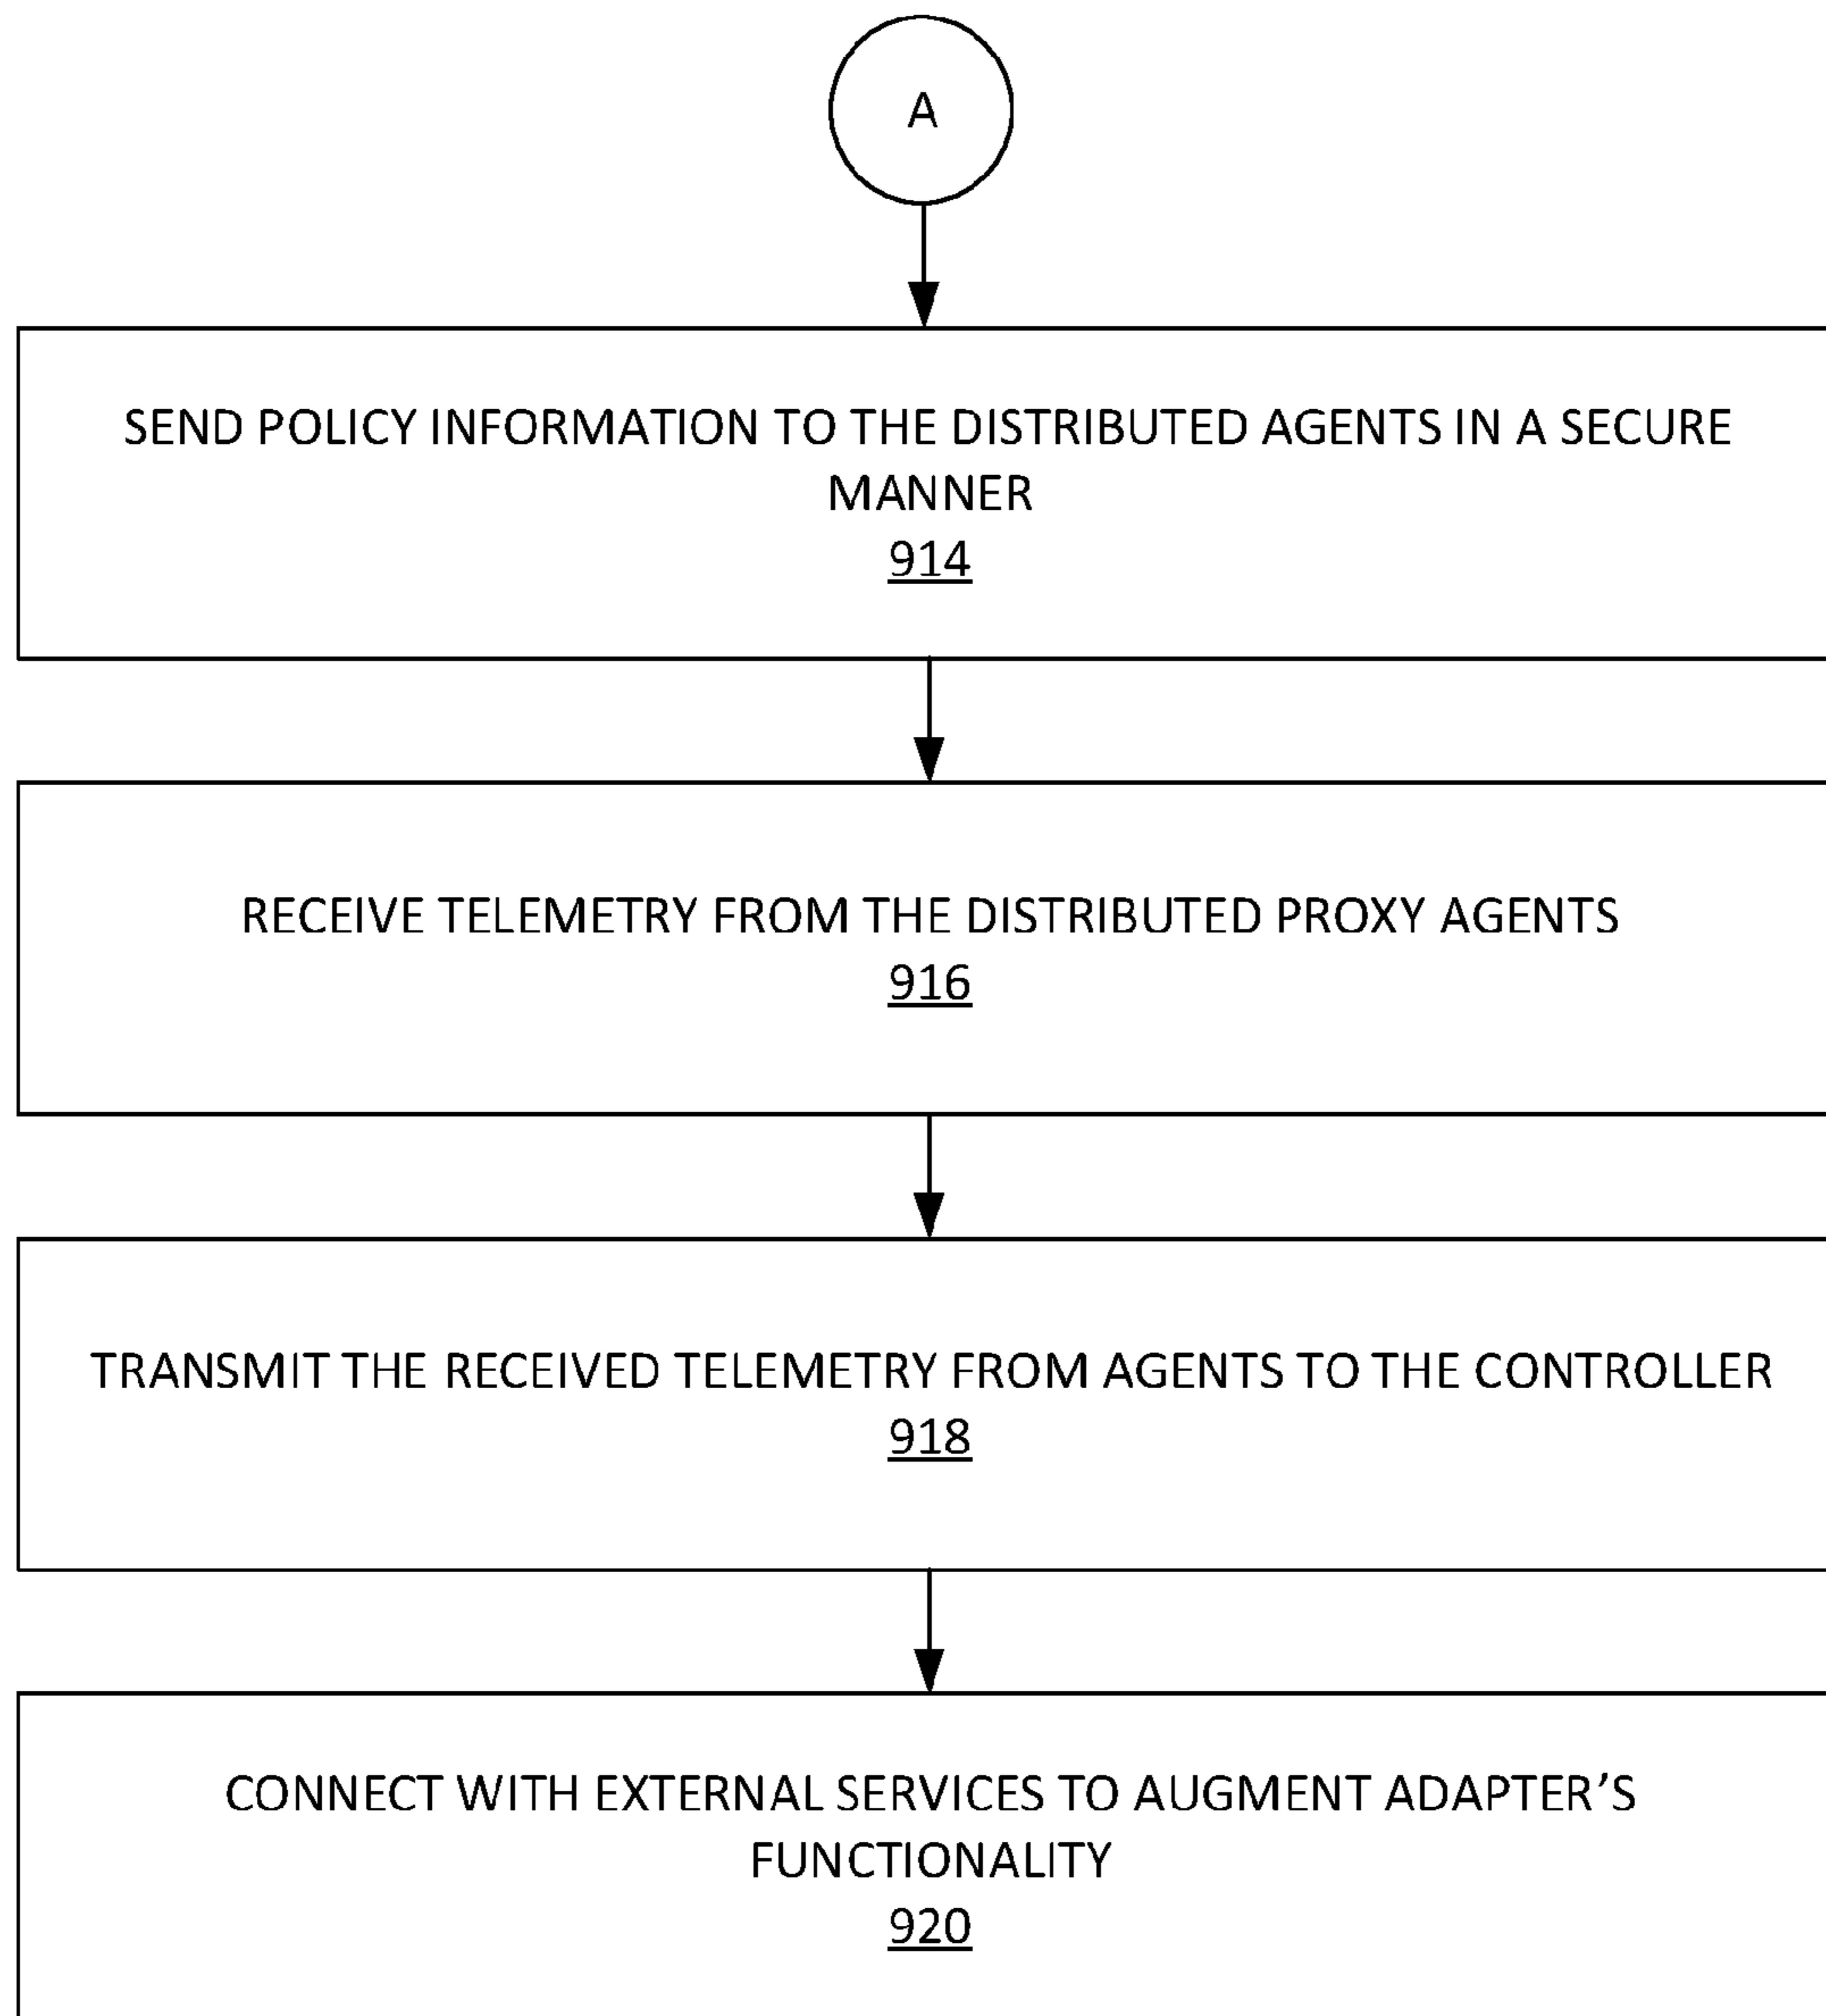 A
SEND POLICY INFORMATION TO THE DISTRIBUTED AGENTS IN A SECURE
MANNER
914
RECEIVE TELEMETRY FROM THE DISTRIBUTED PROXY AGENTS
916
TRANSMIT THE RECEIVED TELEMETRY FROM AGENTS TO THE CONTROLLER
918
CONNECT WITH EXTERNAL SERVICES TO AUGMENT ADAPTER’S
FUNCTIONALITY
920